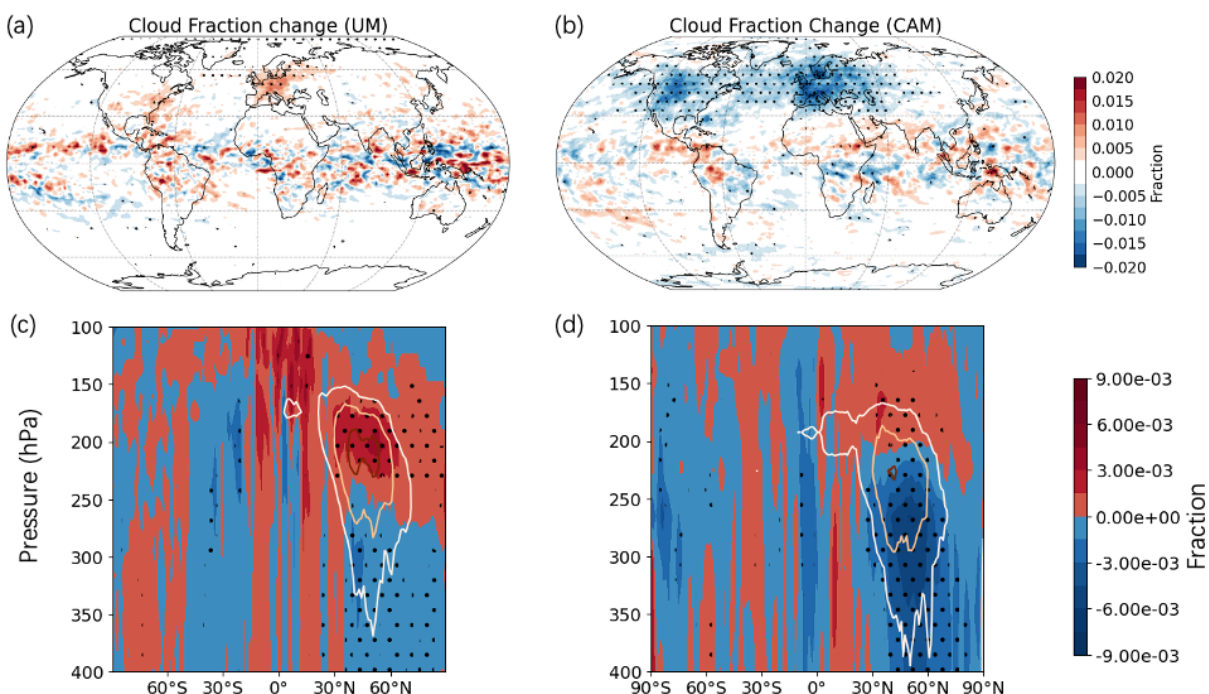 (a) Cloud Fraction change (UM)
(b) Cloud Fraction Change (CAM)
0.020
0.015
0.010
0.005
0.000
−0.005
−0.010
−0.015
−0.020
Fraction
(c)
100
150
200
250
300
350
400
Pressure (hPa)
60°S 30°S 0° 30°N 60°N
(d)
100
150
200
250
300
350
400
90°S 60°S 30°S 0° 30°N 60°N 90°N
9.00e-03
6.00e-03
3.00e-03
0.00e+00
−3.00e-03
−6.00e-03
−9.00e-03
Fraction